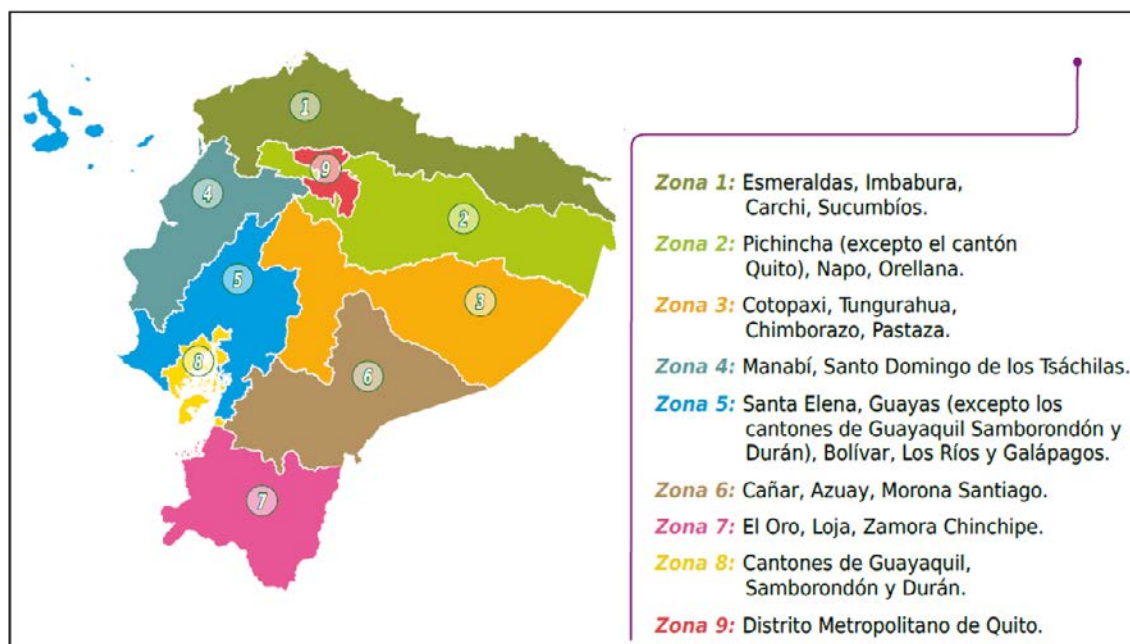 1
9
4
2
5
3
8
6
7
Zona 1: Esmeraldas, Imbabura,
Carchi, Sucumbíos.
Zona 2: Pichincha (excepto el cantón
Quito), Napo, Orellana.
Zona 3: Cotopaxi, Tungurahua,
Chimborazo, Pastaza.
Zona 4: Manabí, Santo Domingo de los Tsáchilas.
Zona 5: Santa Elena, Guayas (excepto los
cantones de Guayaquil Samborondón y
Durán), Bolívar, Los Ríos y Galápagos.
Zona 6: Cañar, Azuay, Morona Santiago.
Zona 7: El Oro, Loja, Zamora Chinchipe.
Zona 8: Cantones de Guayaquil,
Samborondón y Durán.
Zona 9: Distrito Metropolitano de Quito.